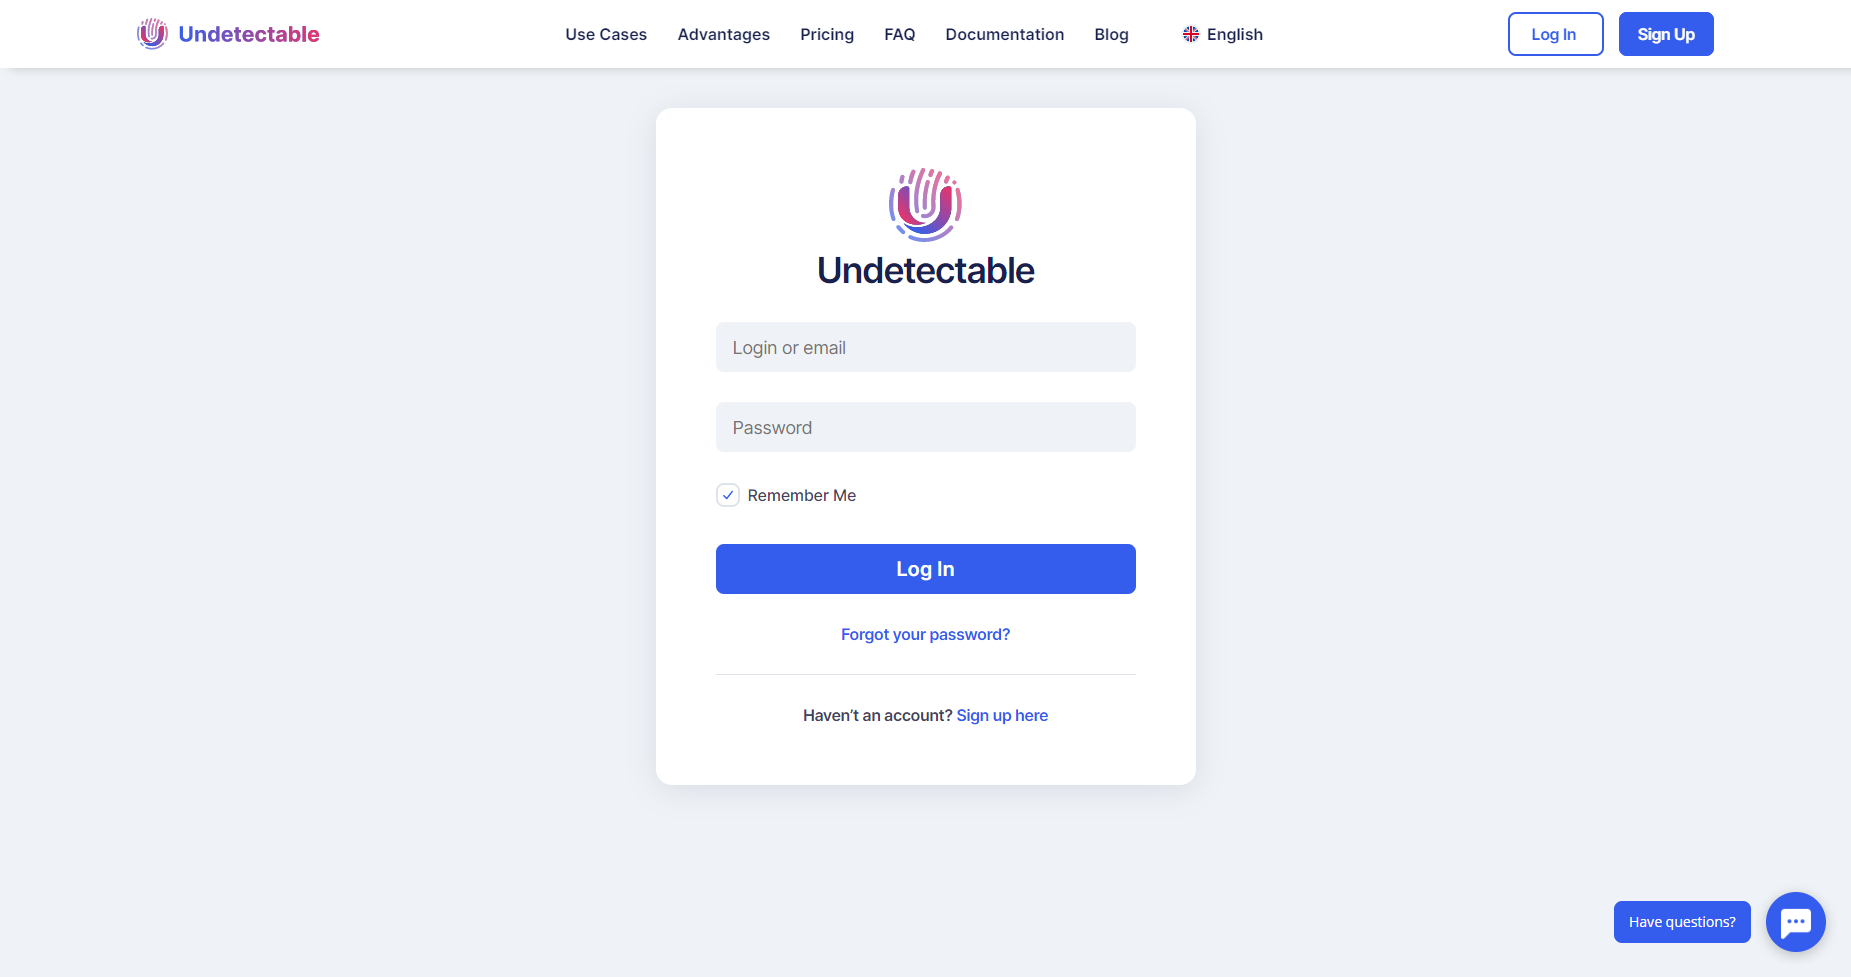 Undetectable
Use Cases Advantages Pricing FAQ Documentation Blog English
Log In Sign Up
Undetectable
Login or email
Password
Remember Me
Log In
Forgot your password?
Haven’t an account? Sign up here
Have questions?